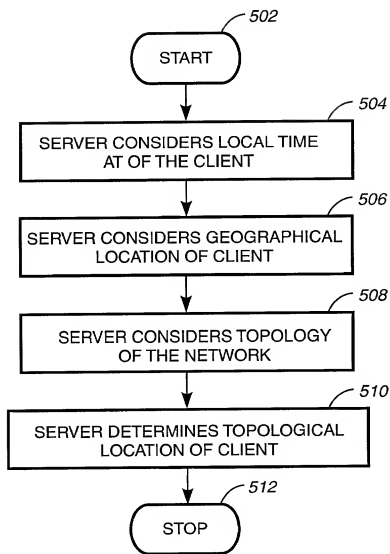 502
START
504
SERVER CONSIDERS LOCAL TIME
AT OF THE CLIENT
506
SERVER CONSIDERS GEOGRAPHICAL
LOCATION OF CLIENT
508
SERVER CONSIDERS TOPOLOGY
OF THE NETWORK
510
SERVER DETERMINES TOPOLOGICAL
LOCATION OF CLIENT
512
STOP